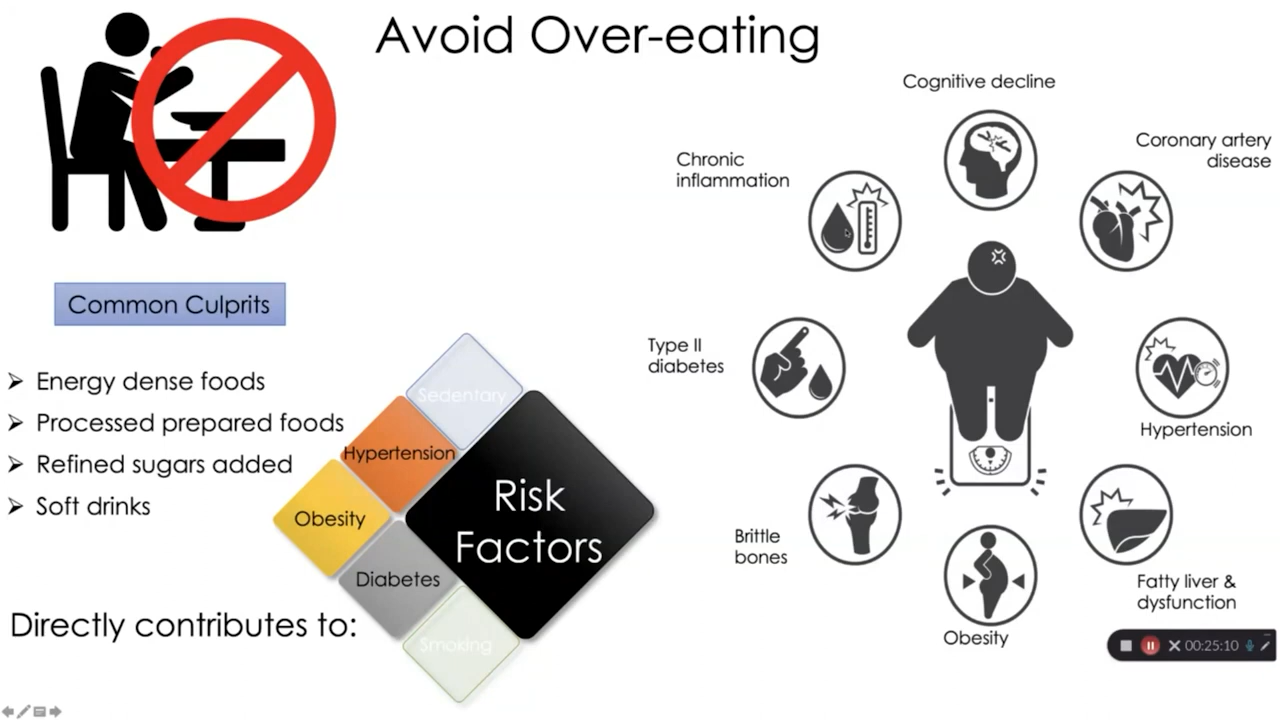 Avoid Over-eating
Cognitive decline
Chronic
inflammation
Coronary artery
disease
Common Culprits
Type II
diabetes
➢ Energy dense foods
➢ Processed prepared foods
➢ Refined sugars added
➢ Soft drinks
Sedentary
Hypertension
Obesity
Diabetes
Smoking
Risk
Factors
Hypertension
Brittle
bones
Fatty liver &
dysfunction
Obesity
Directly contributes to:
00:25:10